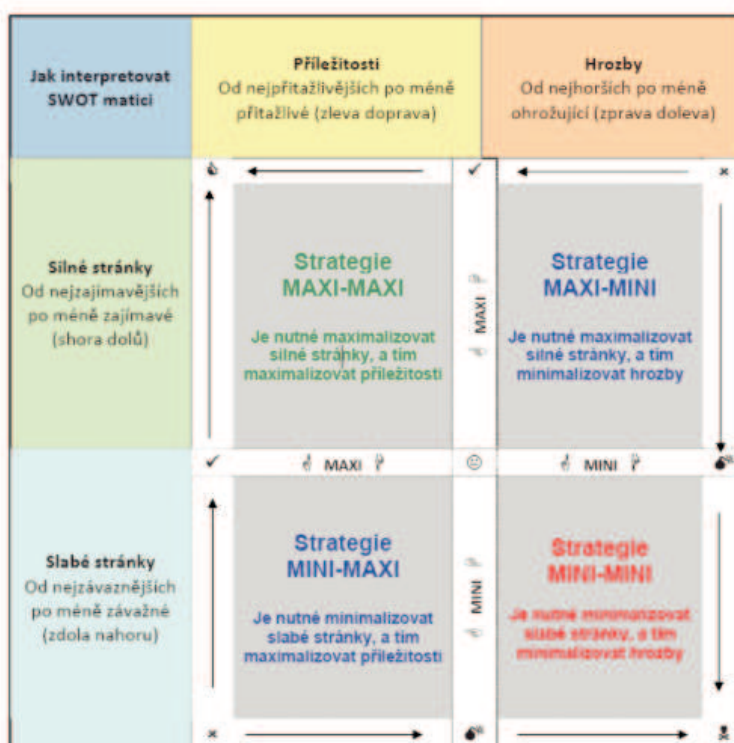 Jak interpretovat
SWOT matici
Příležitosti
Od nejpřitažlivějších po méně
přitažlivé (zleva doprava)
Hrozby
Od nejhorších po méně
ohrožující (zprava doleva)
Silné stránky
Od nejzajímavějších
po méně zajímavé
(shora dolů)
Strategie
MAXI-MAXI
Je nutné maximalizovat
silné stránky, a tím
maximalizovat příležitosti
MAXI
Strategie
MAXI-MINI
Je nutné maximalizovat
silné stránky, a tím
minimalizovat hrozby
MAXI
MINI
Slabé stránky
Od nejzávaznějších
po méně závažné
(zdola nahoru)
Strategie
MINI-MAXI
Je nutné minimalizovat
slabé stránky, a tím
maximalizovat příležitosti
MINI
Strategie
MINI-MINI
Je nutné minimalizovat
slabé stránky, a tím
minimalizovat hrozby